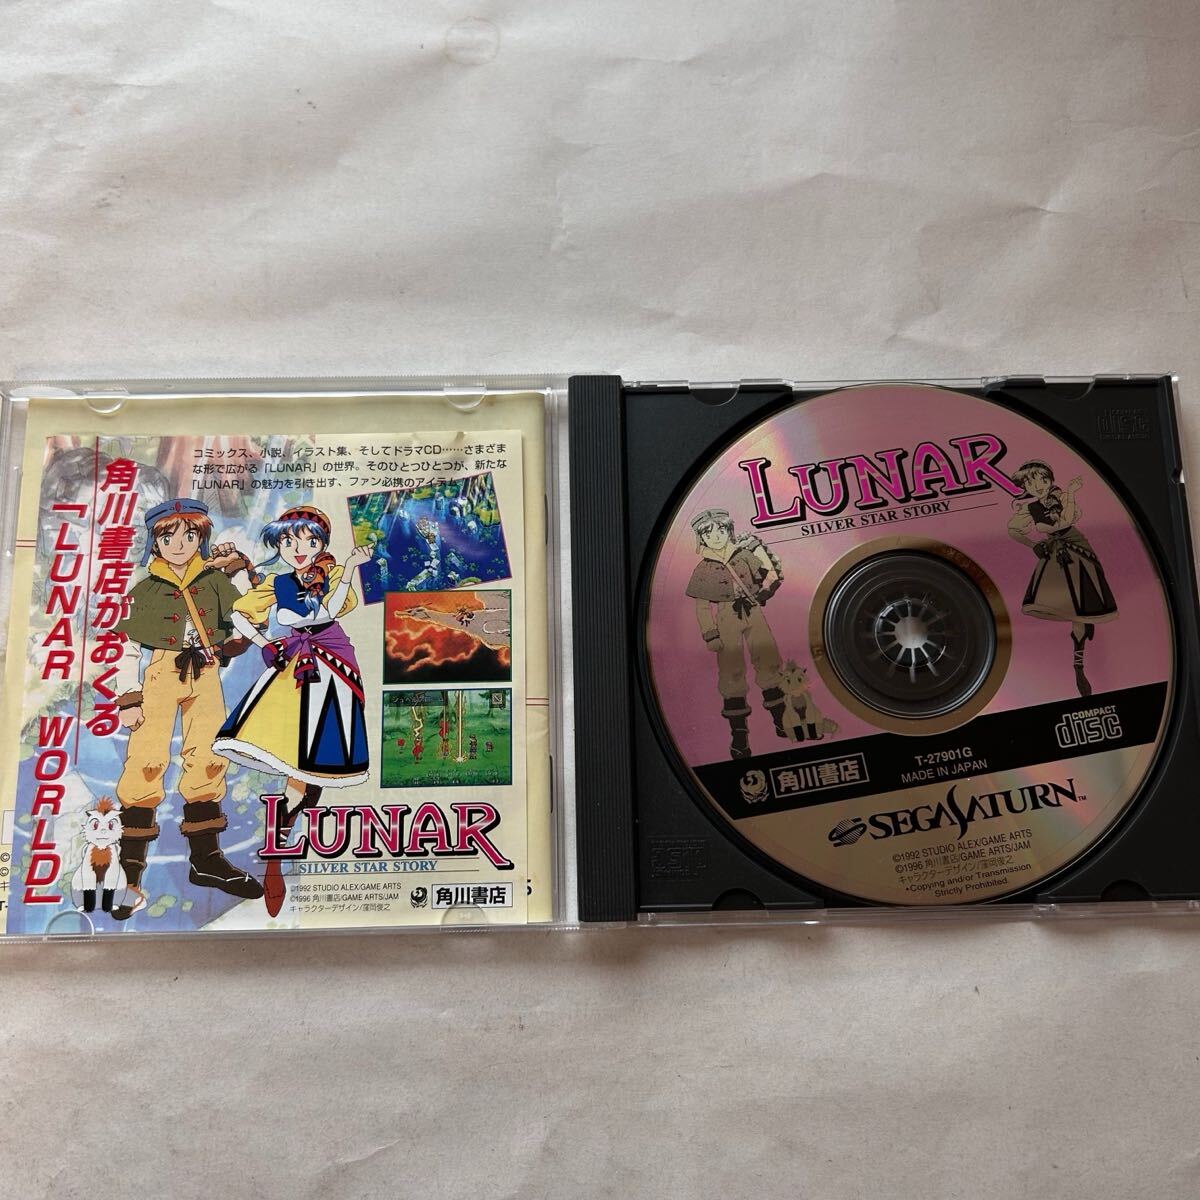 コミックス、小説、イラスト集、そしてドラマCD……さまざま
な形で広がる「LUNAR」の世界。そのひとつひとつが、新たな
「LUNAR」の魅力を引き出す、ファン必携のアイテム
角川書店がおくる
「LUNAR WORLD」
LUNAR
SILVER STAR STORY
©1992 STUDIO ALEX/GAME ARTS
©1996 角川書店/GAME ARTS/JAM
キャラクターデザイン/窪岡俊之
角川書店
LUNAR
SILVER STAR STORY
COMPACT
disc
角川書店
T-27901G
MADE IN JAPAN
SEGA SATURN™
©1992 STUDIO ALEX/GAME ARTS
©1996 角川書店/GAME ARTS/JAM
キャラクターデザイン/窪岡俊之
•Copying and/or Transmission
Strictly Prohibited.